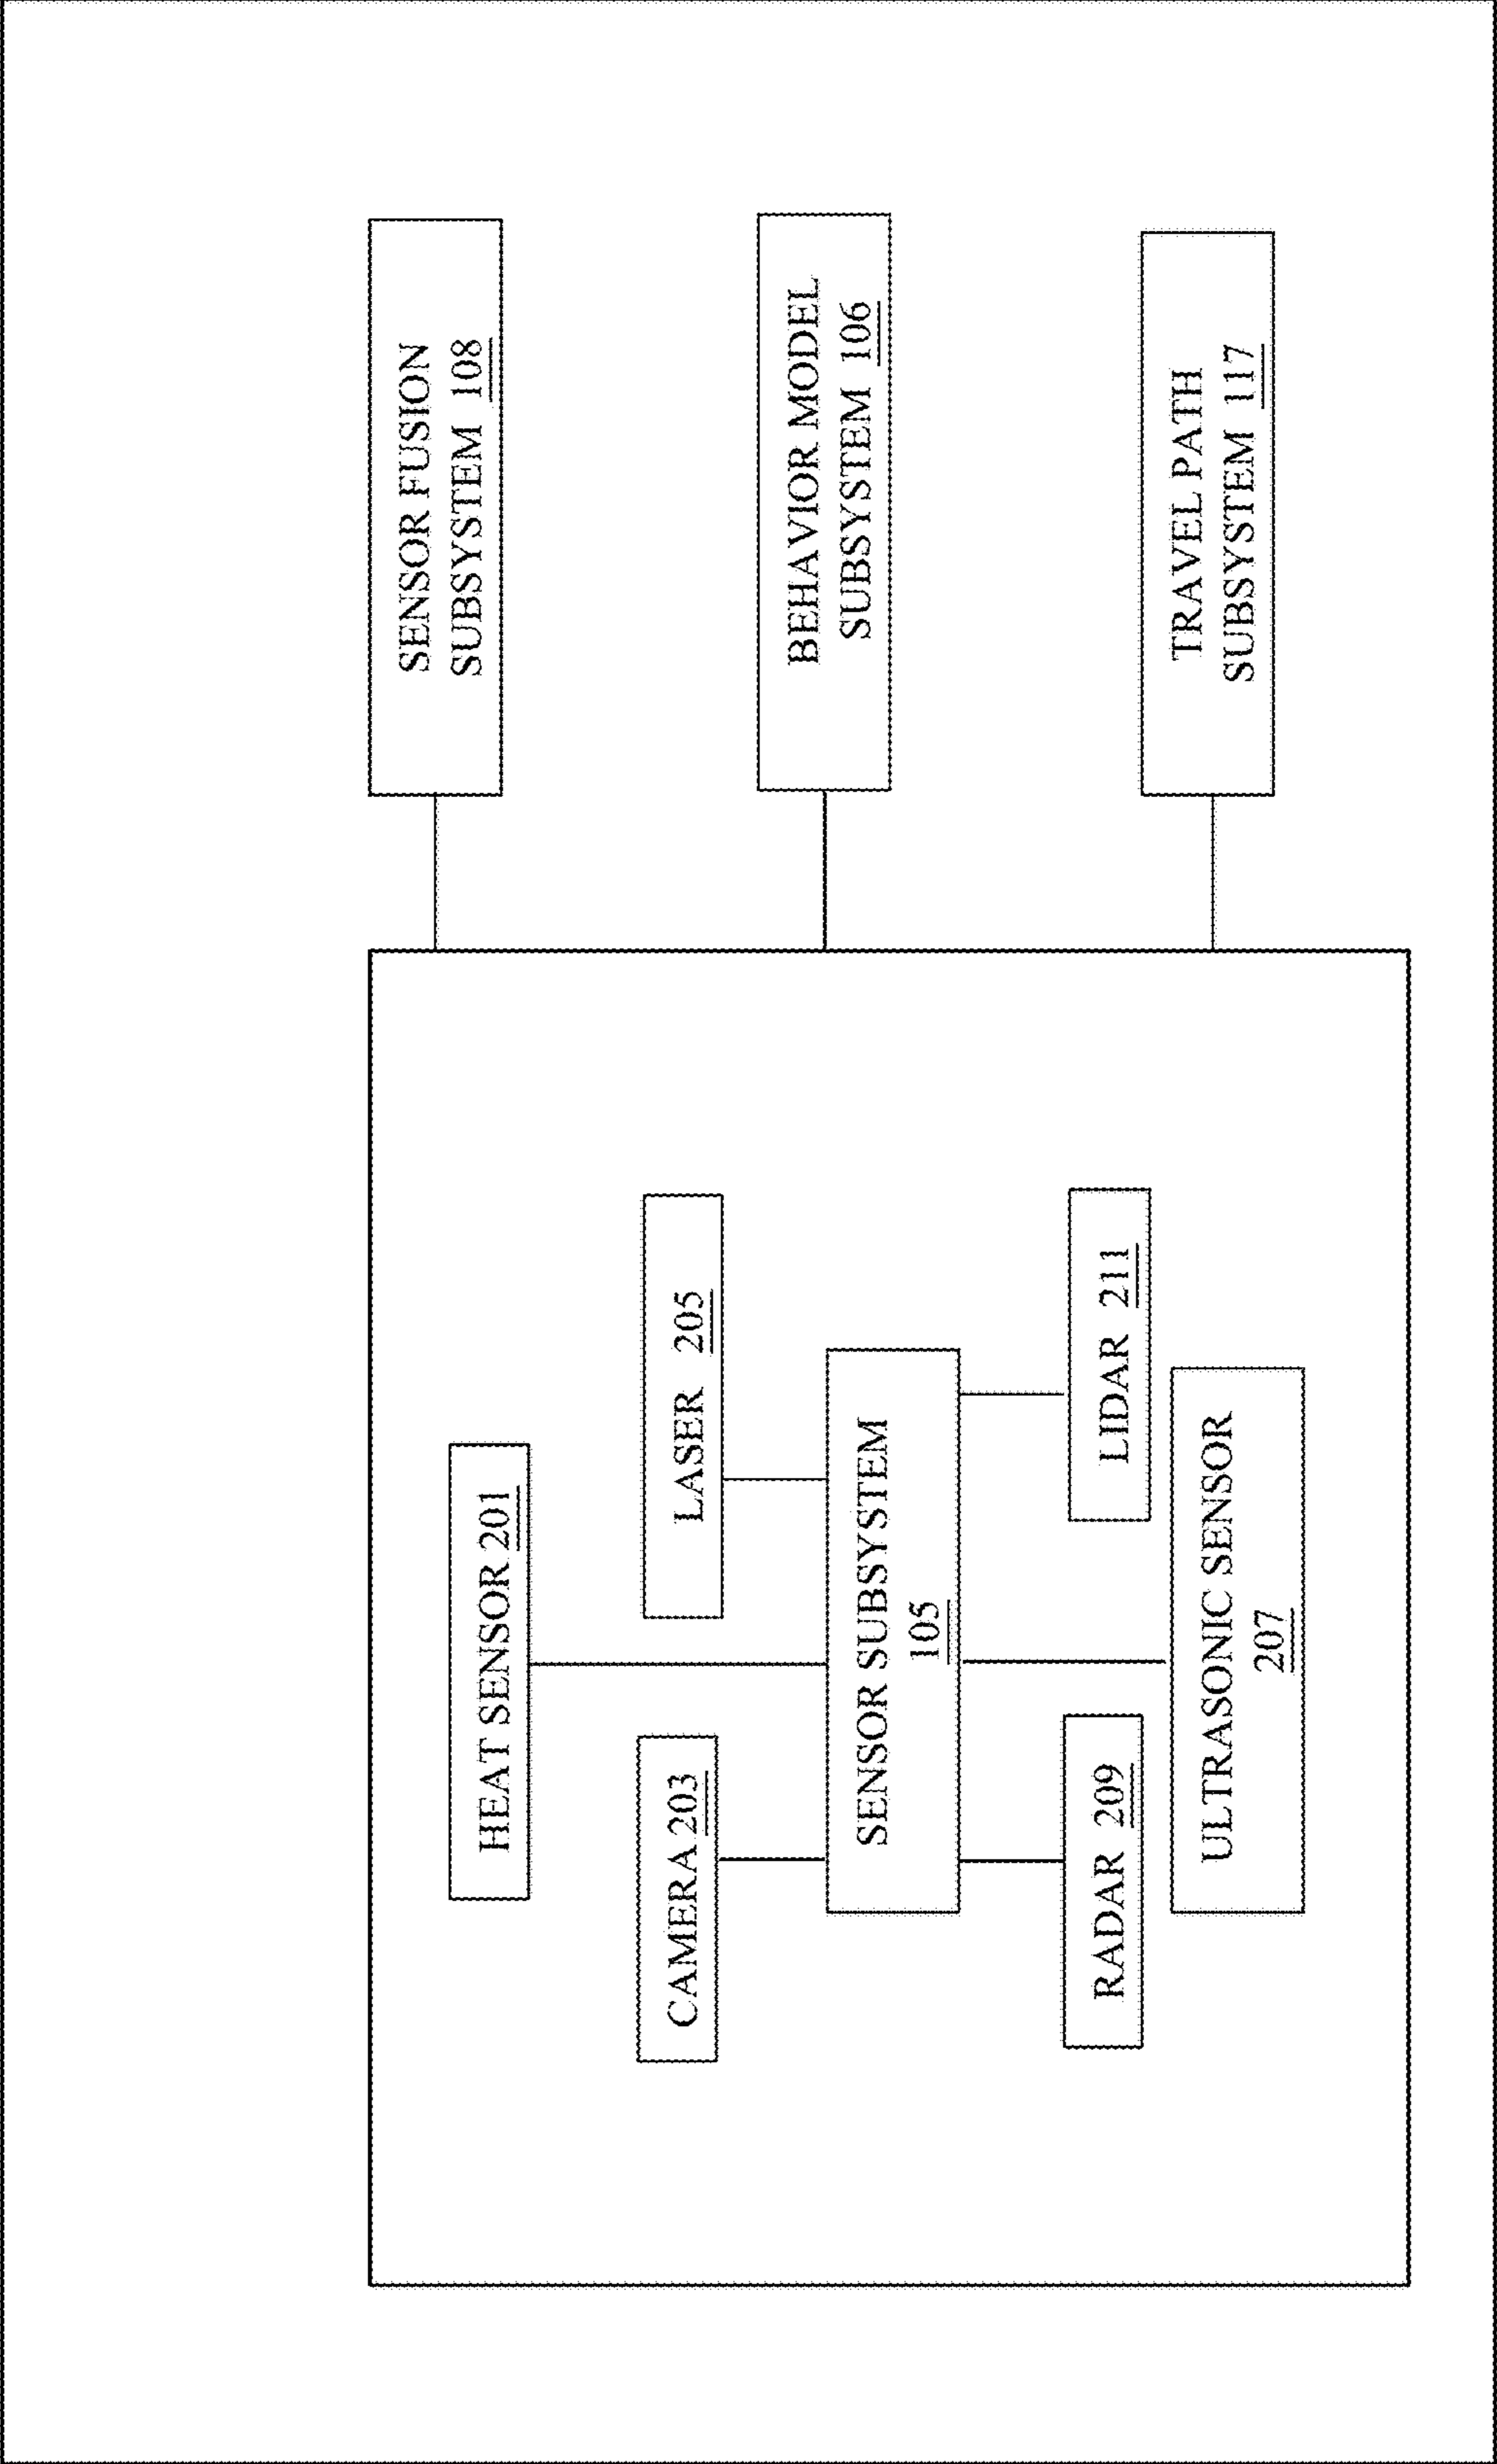 HEAT SENSOR 201
CAMERA 203
LASER 205
SENSOR SUBSYSTEM
105
RADAR 209
LIDAR 211
ULTRASONIC SENSOR
207
SENSOR FUSION
SUBSYSTEM 108
BEHAVIOR MODEL
SUBSYSTEM 106
TRAVEL PATH
SUBSYSTEM 117